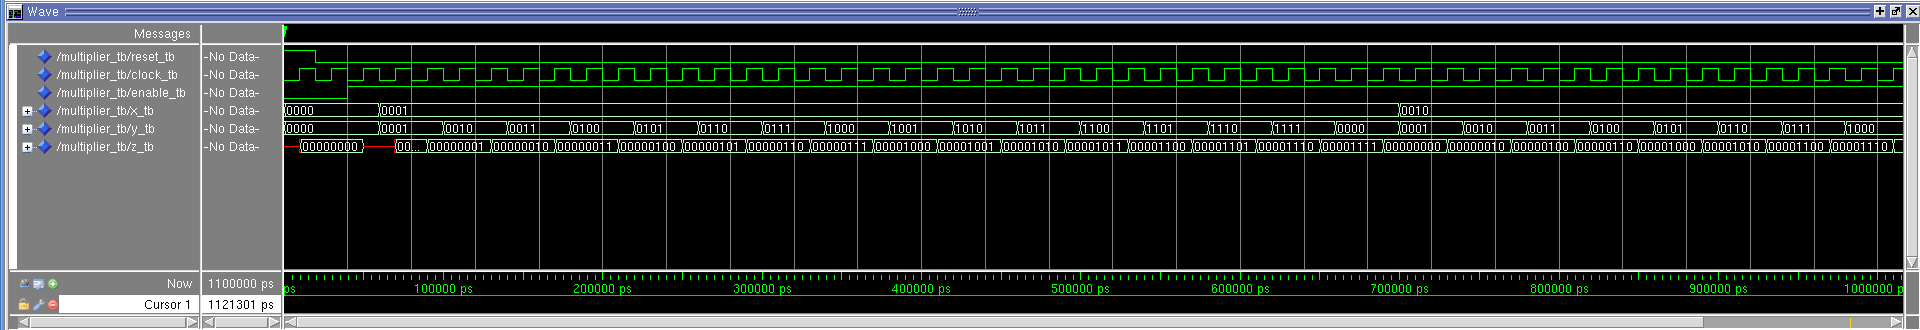 Wave
Messages
/multiplier_tb/reset_tb -No Data-
/multiplier_tb/clock_tb -No Data-
/multiplier_tb/enable_tb -No Data-
/multiplier_tb/x_tb -No Data- 0000 0001 0010
/multiplier_tb/y_tb -No Data- 0000 0001 0010 0011 0100 0101 0110 0111 1000 1001 1010 1011 1100 1101 1110 1111 0000 0001 0010 0011 0100 0101 0110 0111 1000
/multiplier_tb/z_tb -No Data- 00000000 00... 00000001 00000010 00000011 00000100 00000101 00000110 00000111 00001000 00001001 00001010 00001011 00001100 00001101 00001110 00001111 00000000 00000010 00000100 00000110 00001000 00001010 00001100 00001110
Now 1100000 ps ps 100000 ps 200000 ps 300000 ps 400000 ps 500000 ps 600000 ps 700000 ps 800000 ps 900000 ps 1000000 p
Cursor 1 1121301 ps